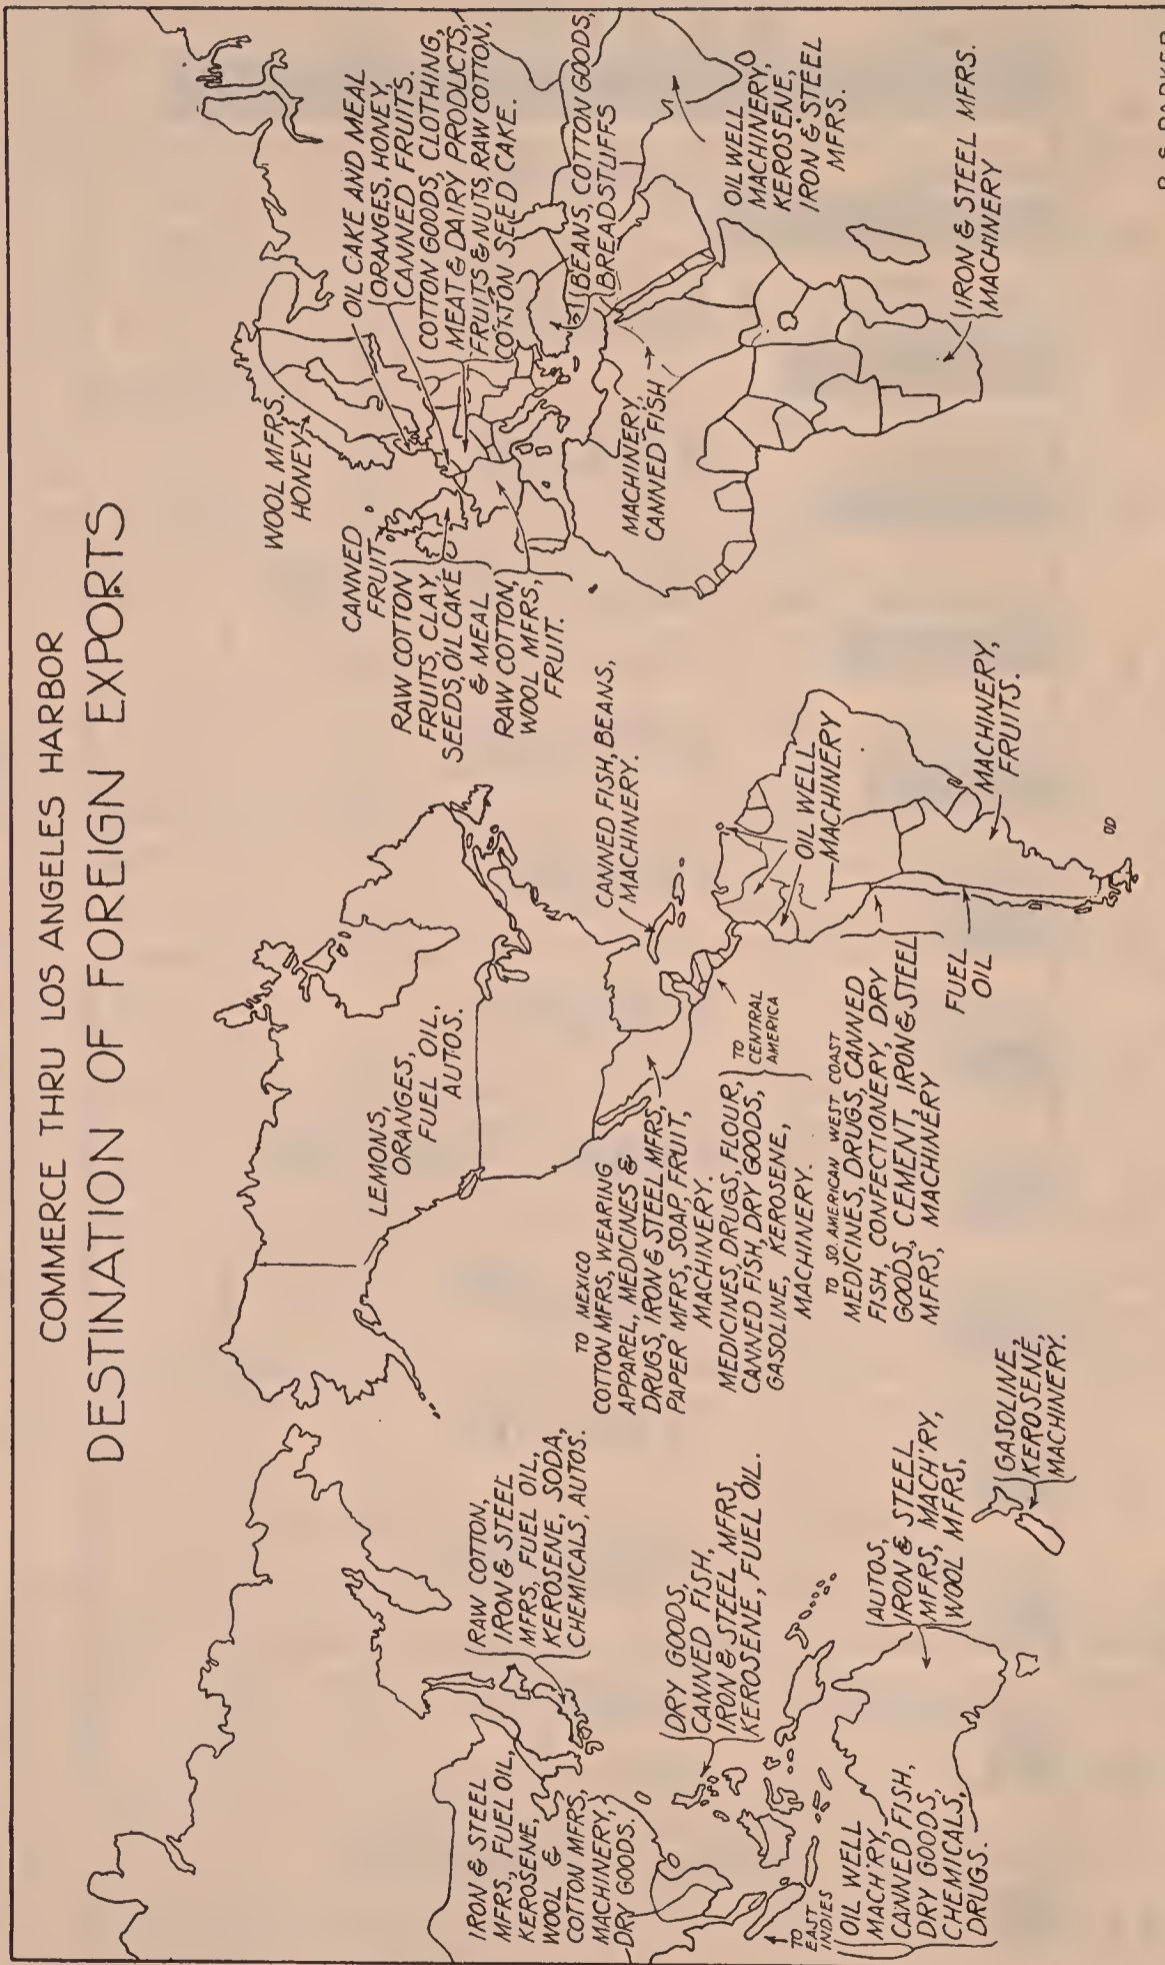 COMMERCE THRU LOS ANGELES HARBOR
DESTINATION OF FOREIGN EXPORTS
IRON & STEEL
MFRS., FUEL OIL,
KEROSENE,
WOOL &
COTTON MFRS,
MACHINERY,
DRY GOODS.
RAW COTTON,
IRON & STEEL
MFRS, FUEL OIL,
KEROSENE, SODA,
CHEMICALS, AUTOS.
DRY GOODS,
CANNED FISH,
IRON & STEEL MFRS,
KEROSENE, FUEL OIL.
TO
EAST
INDIES
OIL WELL
MACH'RY,
CANNED FISH,
DRY GOODS,
CHEMICALS,
DRUGS.
AUTOS,
IRON & STEEL
MFRS, MACH'RY,
WOOL MFRS,
GASOLINE,
KEROSENE,
MACHINERY.
LEMONS,
ORANGES,
FUEL OIL,
AUTOS.
TO MEXICO
COTTON MFRS, WEARING
APPAREL, MEDICINES &
DRUGS, IRON & STEEL MFRS,
PAPER MFRS, SOAP, FRUIT,
MACHINERY.
MEDICINES, DRUGS, FLOUR,
CANNED FISH, DRY GOODS,
GASOLINE, KEROSENE,
MACHINERY.
TO
CENTRAL
AMERICA
TO SO. AMERICAN WEST COAST
MEDICINES, DRUGS, CANNED
FISH, CONFECTIONERY, DRY
GOODS, CEMENT, IRON & STEEL
MFRS, MACHINERY
FUEL
OIL
CANNED FISH, BEANS,
MACHINERY.
OIL WELL
MACHINERY
MACHINERY,
FRUITS.
WOOL MFRS.
HONEY
CANNED
FRUIT
RAW COTTON
FRUITS, CLAY,
SEEDS, OIL CAKE
& MEAL
RAW COTTON,
WOOL MFRS,
FRUIT.
OIL CAKE AND MEAL
ORANGES, HONEY,
CANNED FRUITS.
COTTON GOODS, CLOTHING,
MEAT & DAIRY PRODUCTS,
FRUITS & NUTS, RAW COTTON,
COTTON SEED CAKE.
BEANS, COTTON GOODS,
BREADSTUFFS
MACHINERY,
CANNED FISH
OIL WELL
MACHINERY,
KEROSENE,
IRON & STEEL
MFRS.
IRON & STEEL MFRS.
MACHINERY